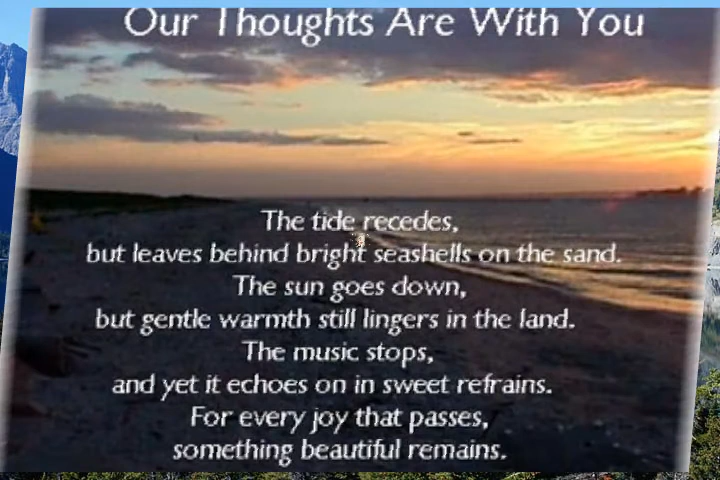 Our Thoughts Are With You
The tide recedes,
but leaves behind bright seashells on the sand.
The sun goes down,
but gentle warmth still lingers in the land.
The music stops,
and yet it echoes on in sweet refrains.
For every joy that passes,
something beautiful remains.